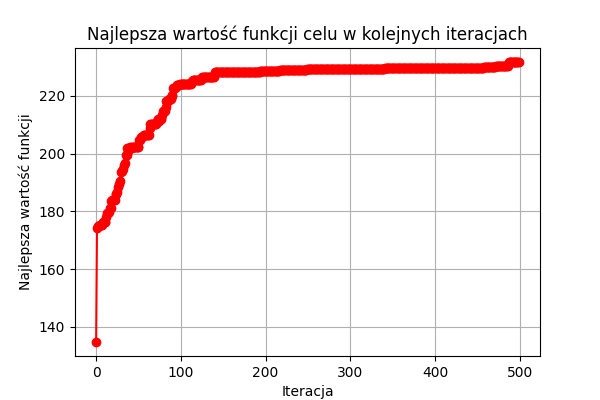 Najlepsza wartość funkcji celu w kolejnych iteracjach
Najlepsza wartość funkcji
220
200
180
160
140
0 100 200 300 400 500
Iteracja